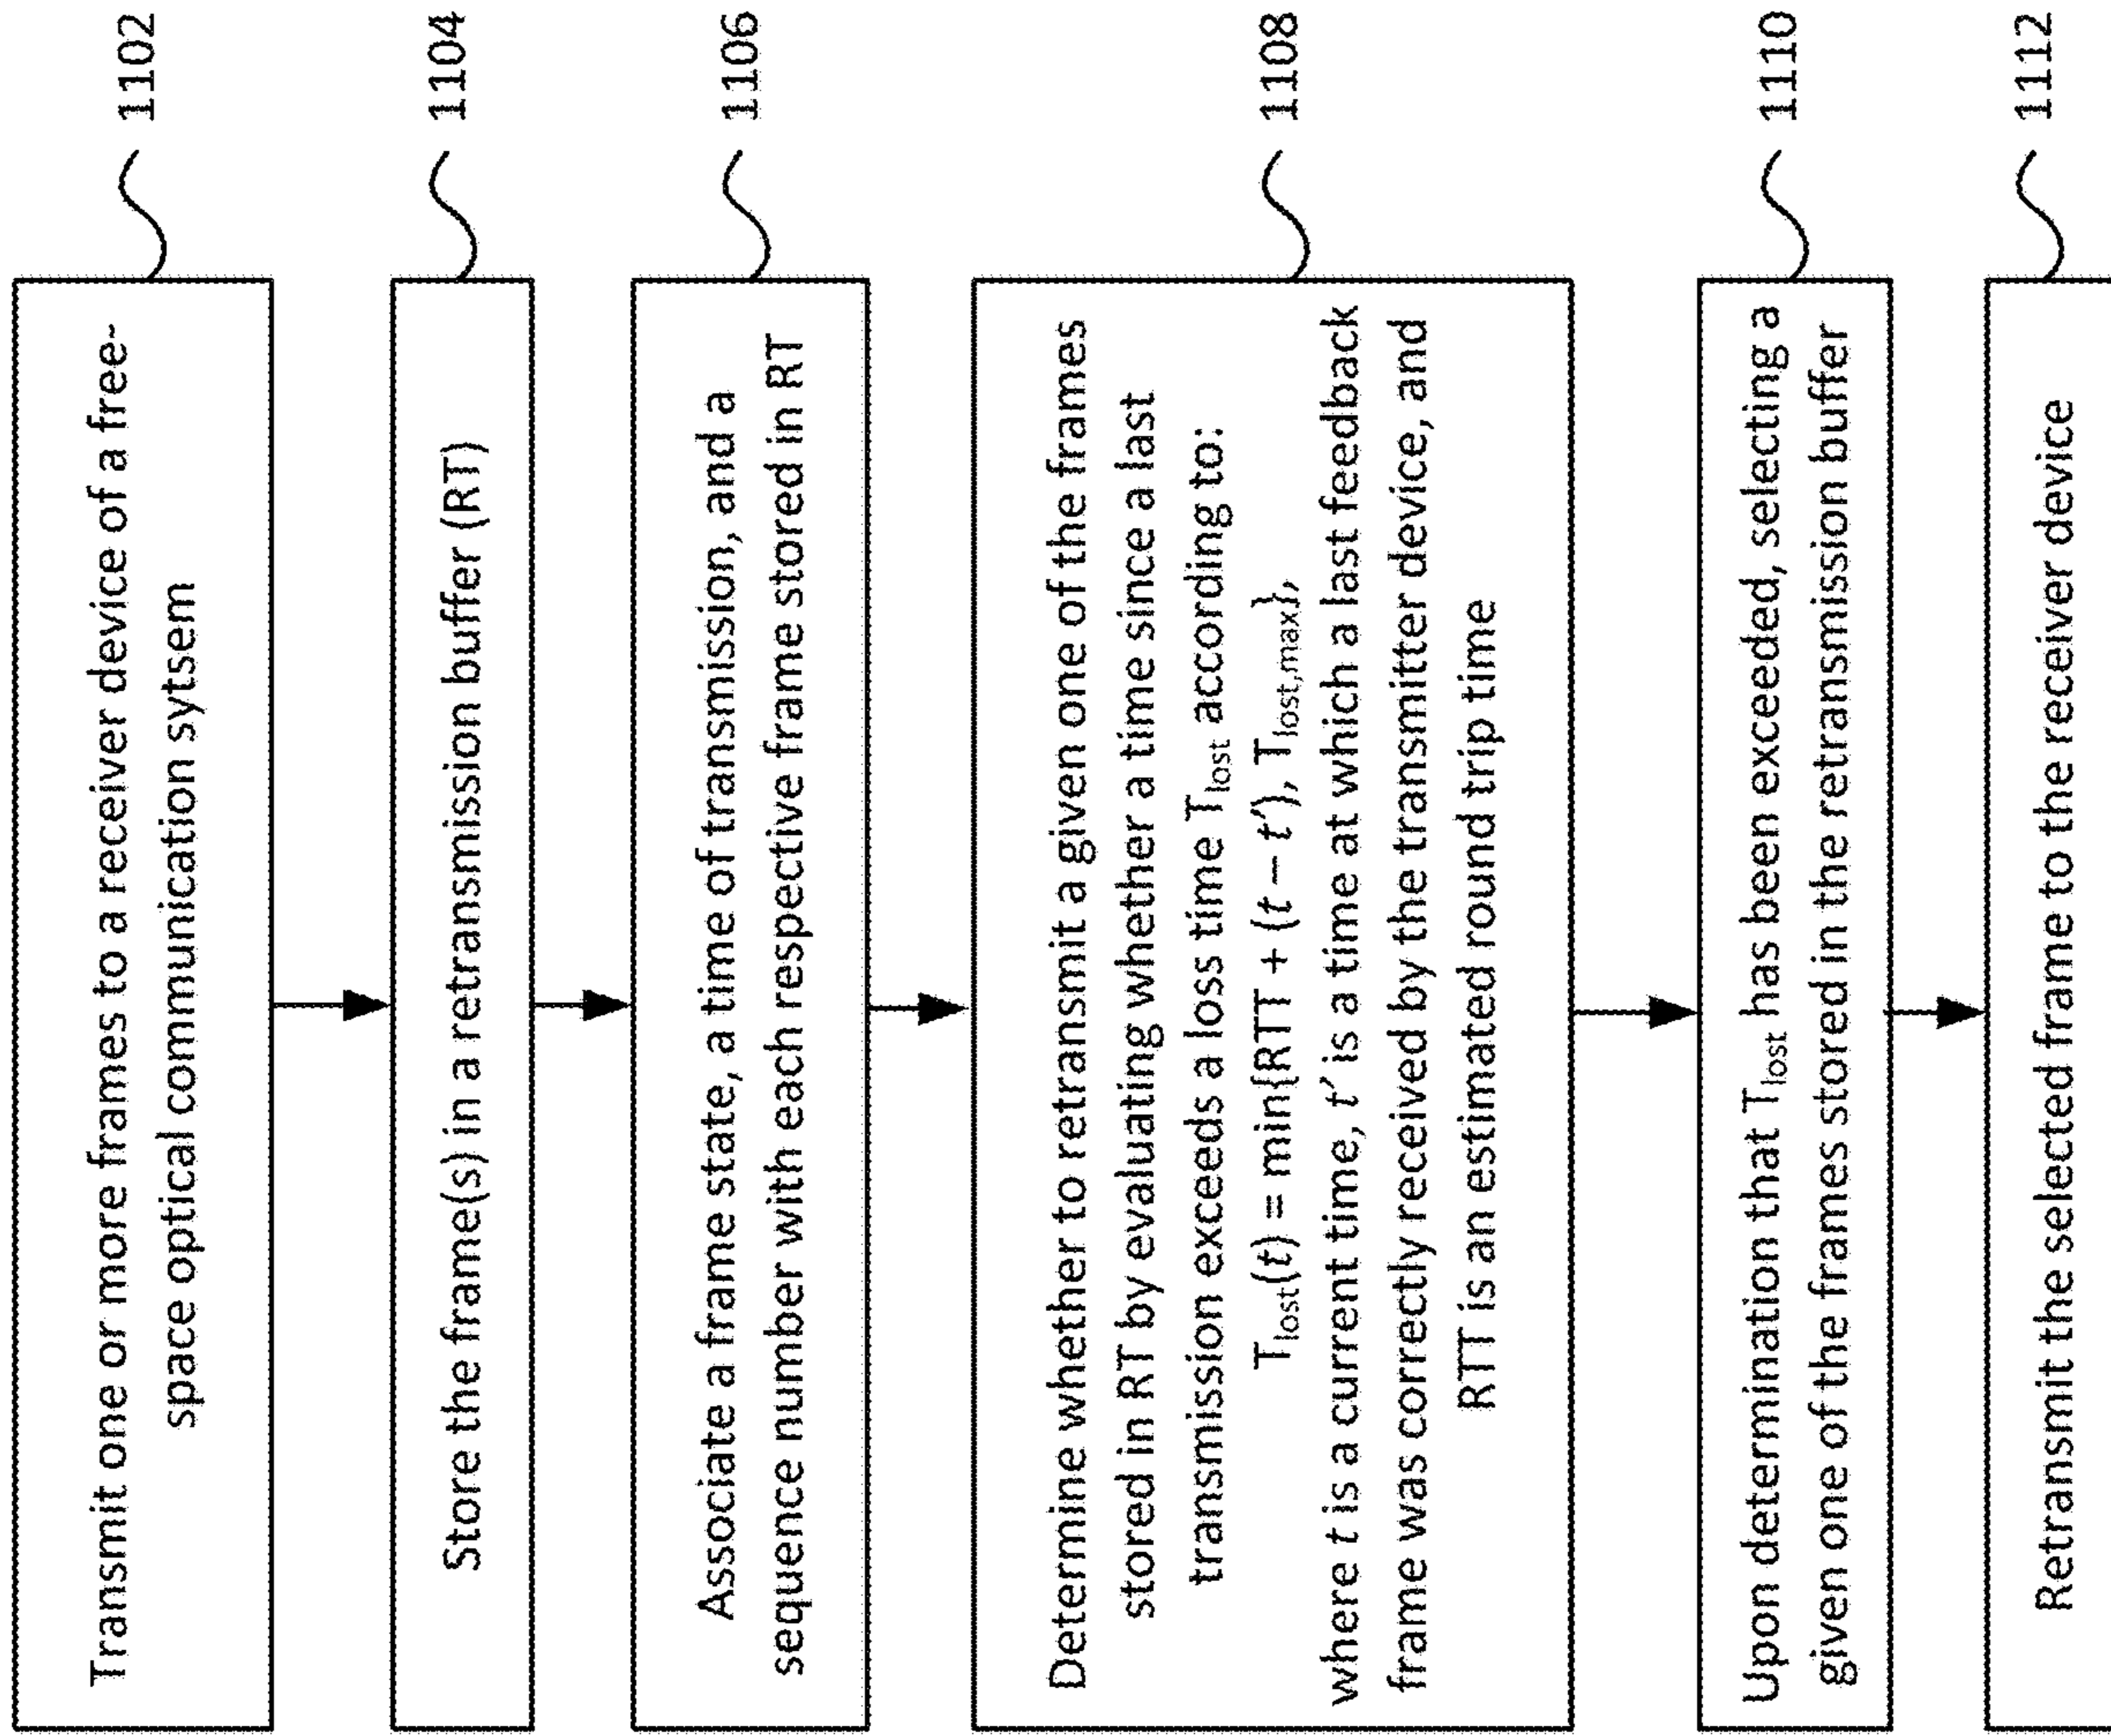 Transmit one or more frames to a receiver device of a free-
space optical communication sytsem
1102
Store the frame(s) in a retransmission buffer (RT)
1104
Associate a frame state, a time of transmission, and a
sequence number with each respective frame stored in RT
1106
Determine whether to retransmit a given one of the frames
stored in RT by evaluating whether a time since a last
transmission exceeds a loss time Tlost according to:
Tlost(t) = min{RTT + (t – t′), Tlost,max},
where t is a current time, t′ is a time at which a last feedback
frame was correctly received by the transmitter device, and
RTT is an estimated round trip time
1108
Upon determination that Tlost has been exceeded, selecting a
given one of the frames stored in the retransmission buffer
1110
Retransmit the selected frame to the receiver device
1112